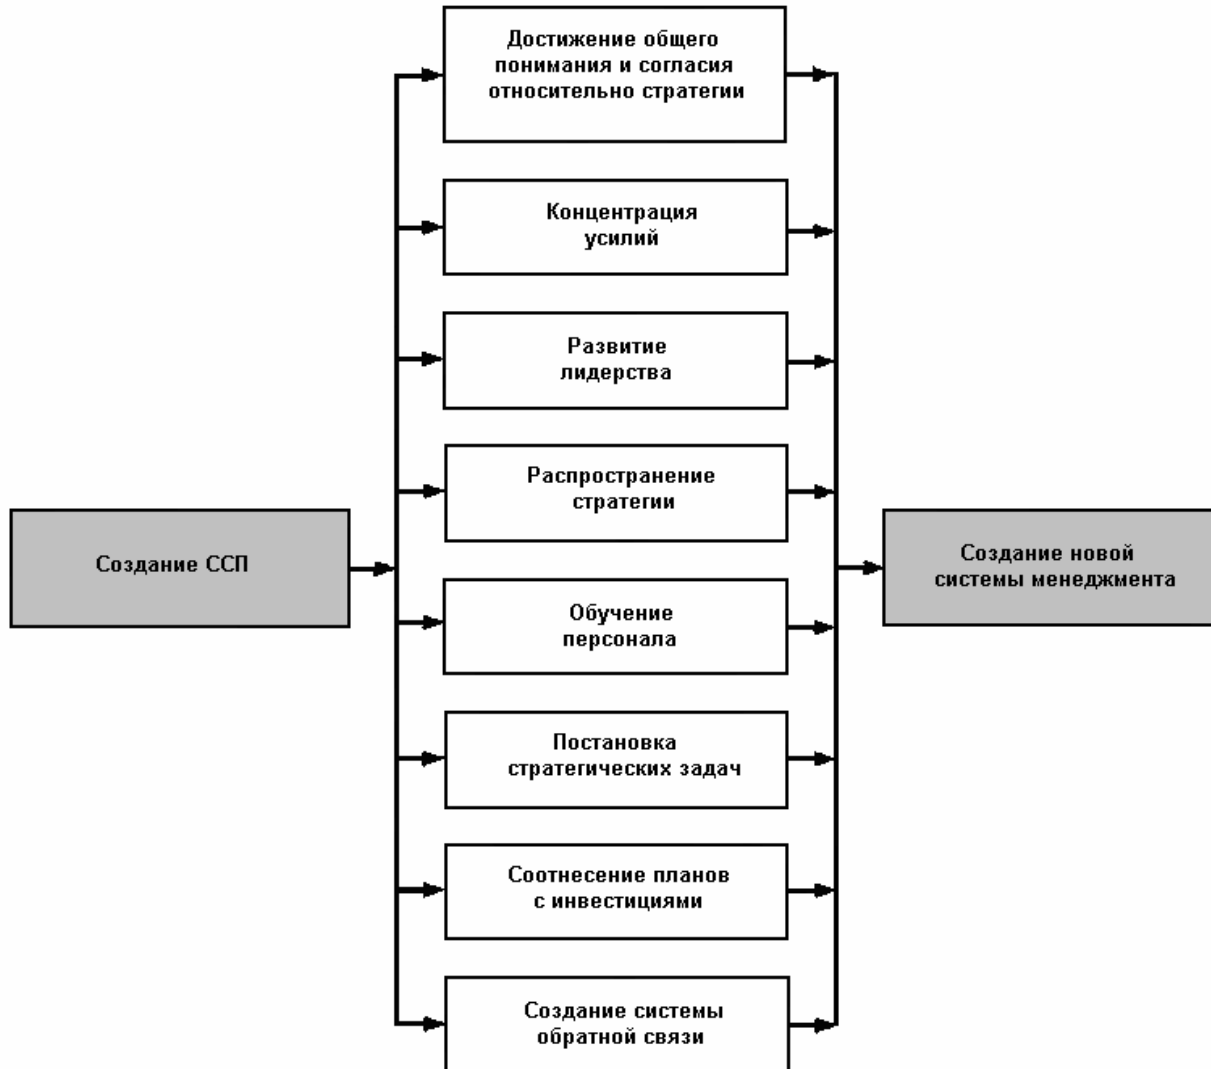 Достижение общего
понимания и согласия
относительно стратегии
Концентрация
усилий
Развитие
лидерства
Распространение
стратегии
Создание ССП
Создание новой
системы менеджмента
Обучение
персонала
Постановка
стратегических задач
Соотнесение планов
с инвестициями
Создание системы
обратной связи